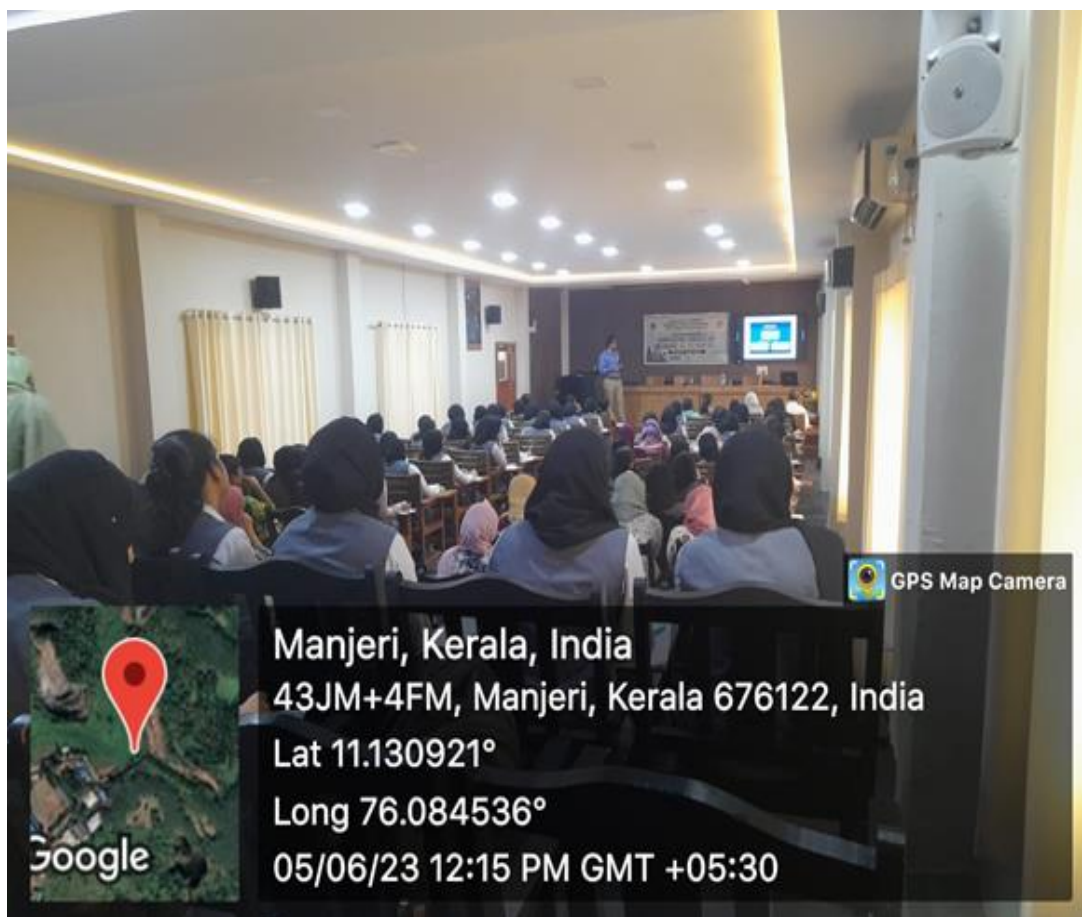 GPS Map Camera
Manjeri, Kerala, India
43JM+4FM, Manjeri, Kerala 676122, India
Lat 11.130921°
Long 76.084536°
05/06/23 12:15 PM GMT +05:30
Google